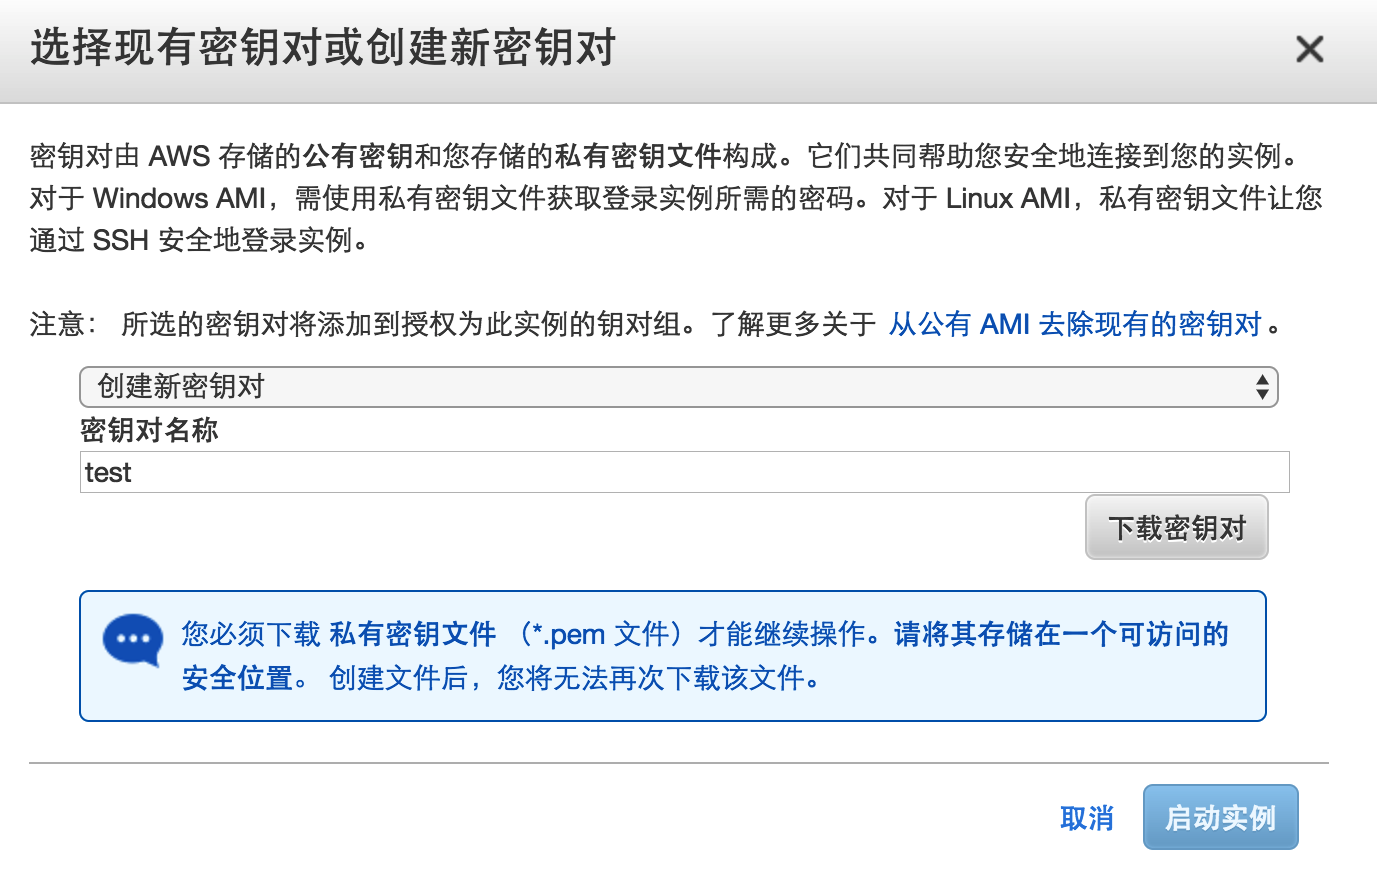 选择现有密钥对或创建新密钥对
密钥对由 AWS 存储的公有密钥和您存储的私有密钥文件构成。它们共同帮助您安全地连接到您的实例。
对于 Windows AMI，需使用私有密钥文件获取登录实例所需的密码。对于 Linux AMI，私有密钥文件让您
通过 SSH 安全地登录实例。
注意： 所选的密钥对将添加到授权为此实例的钥对组。了解更多关于 从公有 AMI 去除现有的密钥对。
创建新密钥对
密钥对名称
test
下载密钥对
您必须下载 私有密钥文件 （*.pem 文件）才能继续操作。请将其存储在一个可访问的
安全位置。 创建文件后，您将无法再次下载该文件。
取消
启动实例